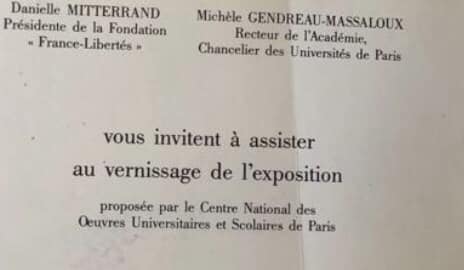 Danielle MITTERRAND
Présidente de la Fondation
« France-Libertés »
Michèle GENDREAU-MASSALOUX
Recteur de l'Académie,
Chancelier des Universités de Paris
vous invitent à assister
au vernissage de l'exposition
proposée par le Centre National des
Œuvres Universitaires et Scolaires de Paris